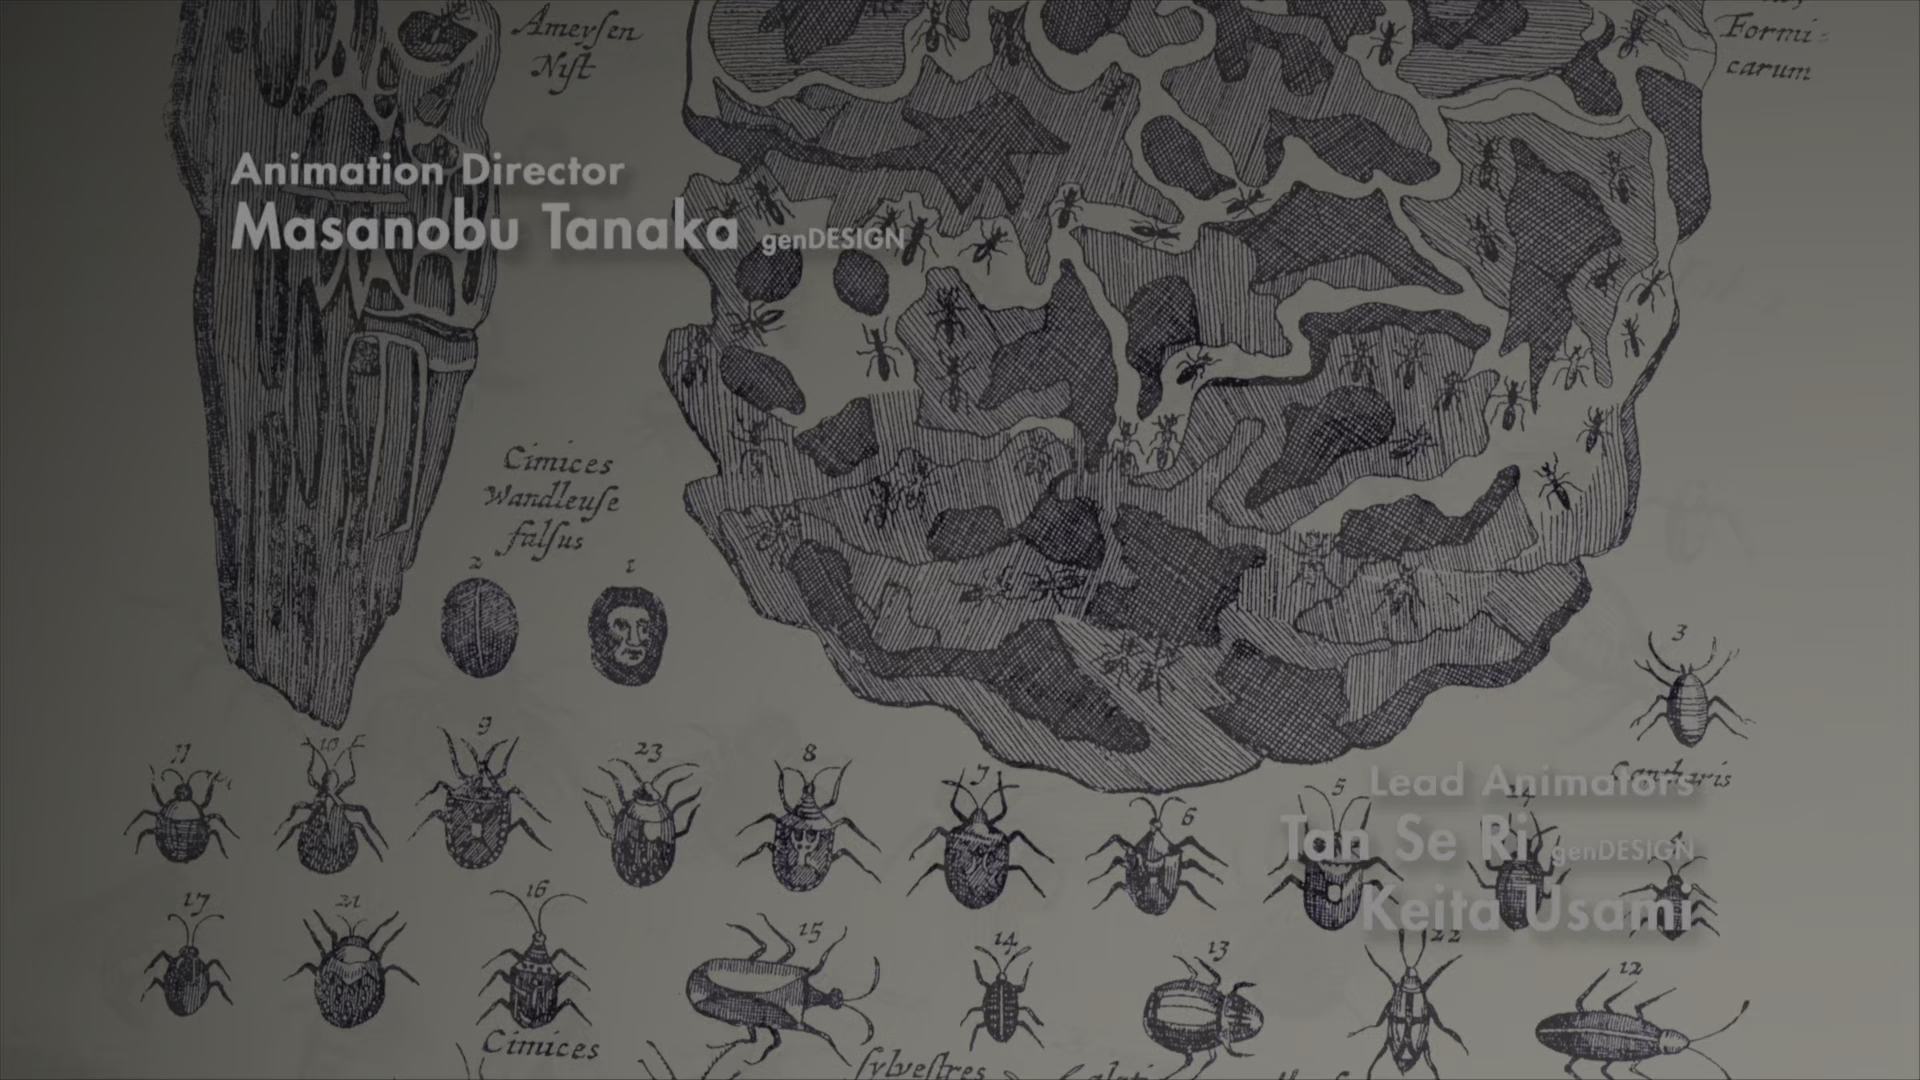 Ameyſen
Niſt
Formi-
carum
Animation Director
Masanobu Tanaka genDESIGN
Cimices
Wandleuſe
falſus
2
1
3
Cantharis
Lead Animators
Tan Se Ri genDESIGN
Keita Usami
11
10
9
23
8
7
6
5
17
21
16
15
14
13
22
12
Cimices
ſylveſtres